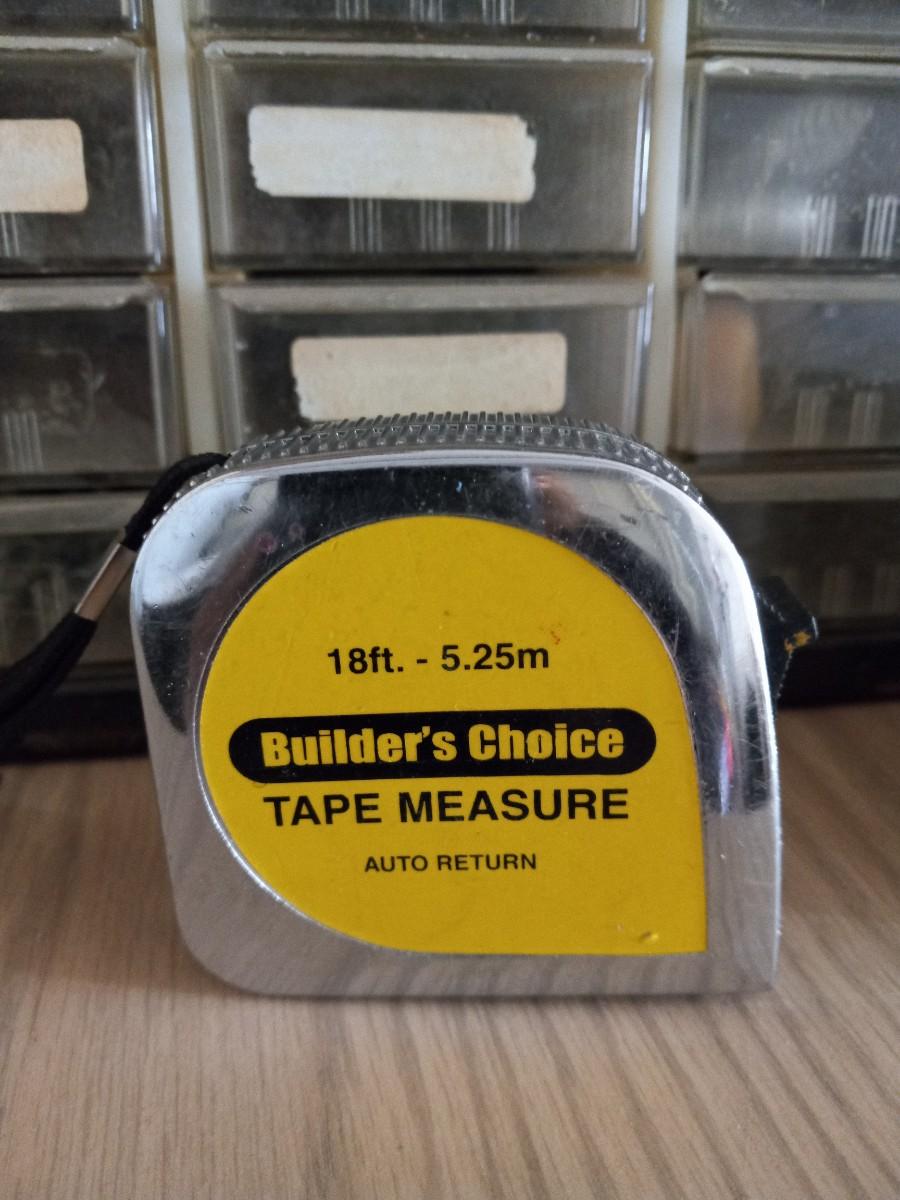 18ft. - 5.25m
Builder's Choice
TAPE MEASURE
AUTO RETURN